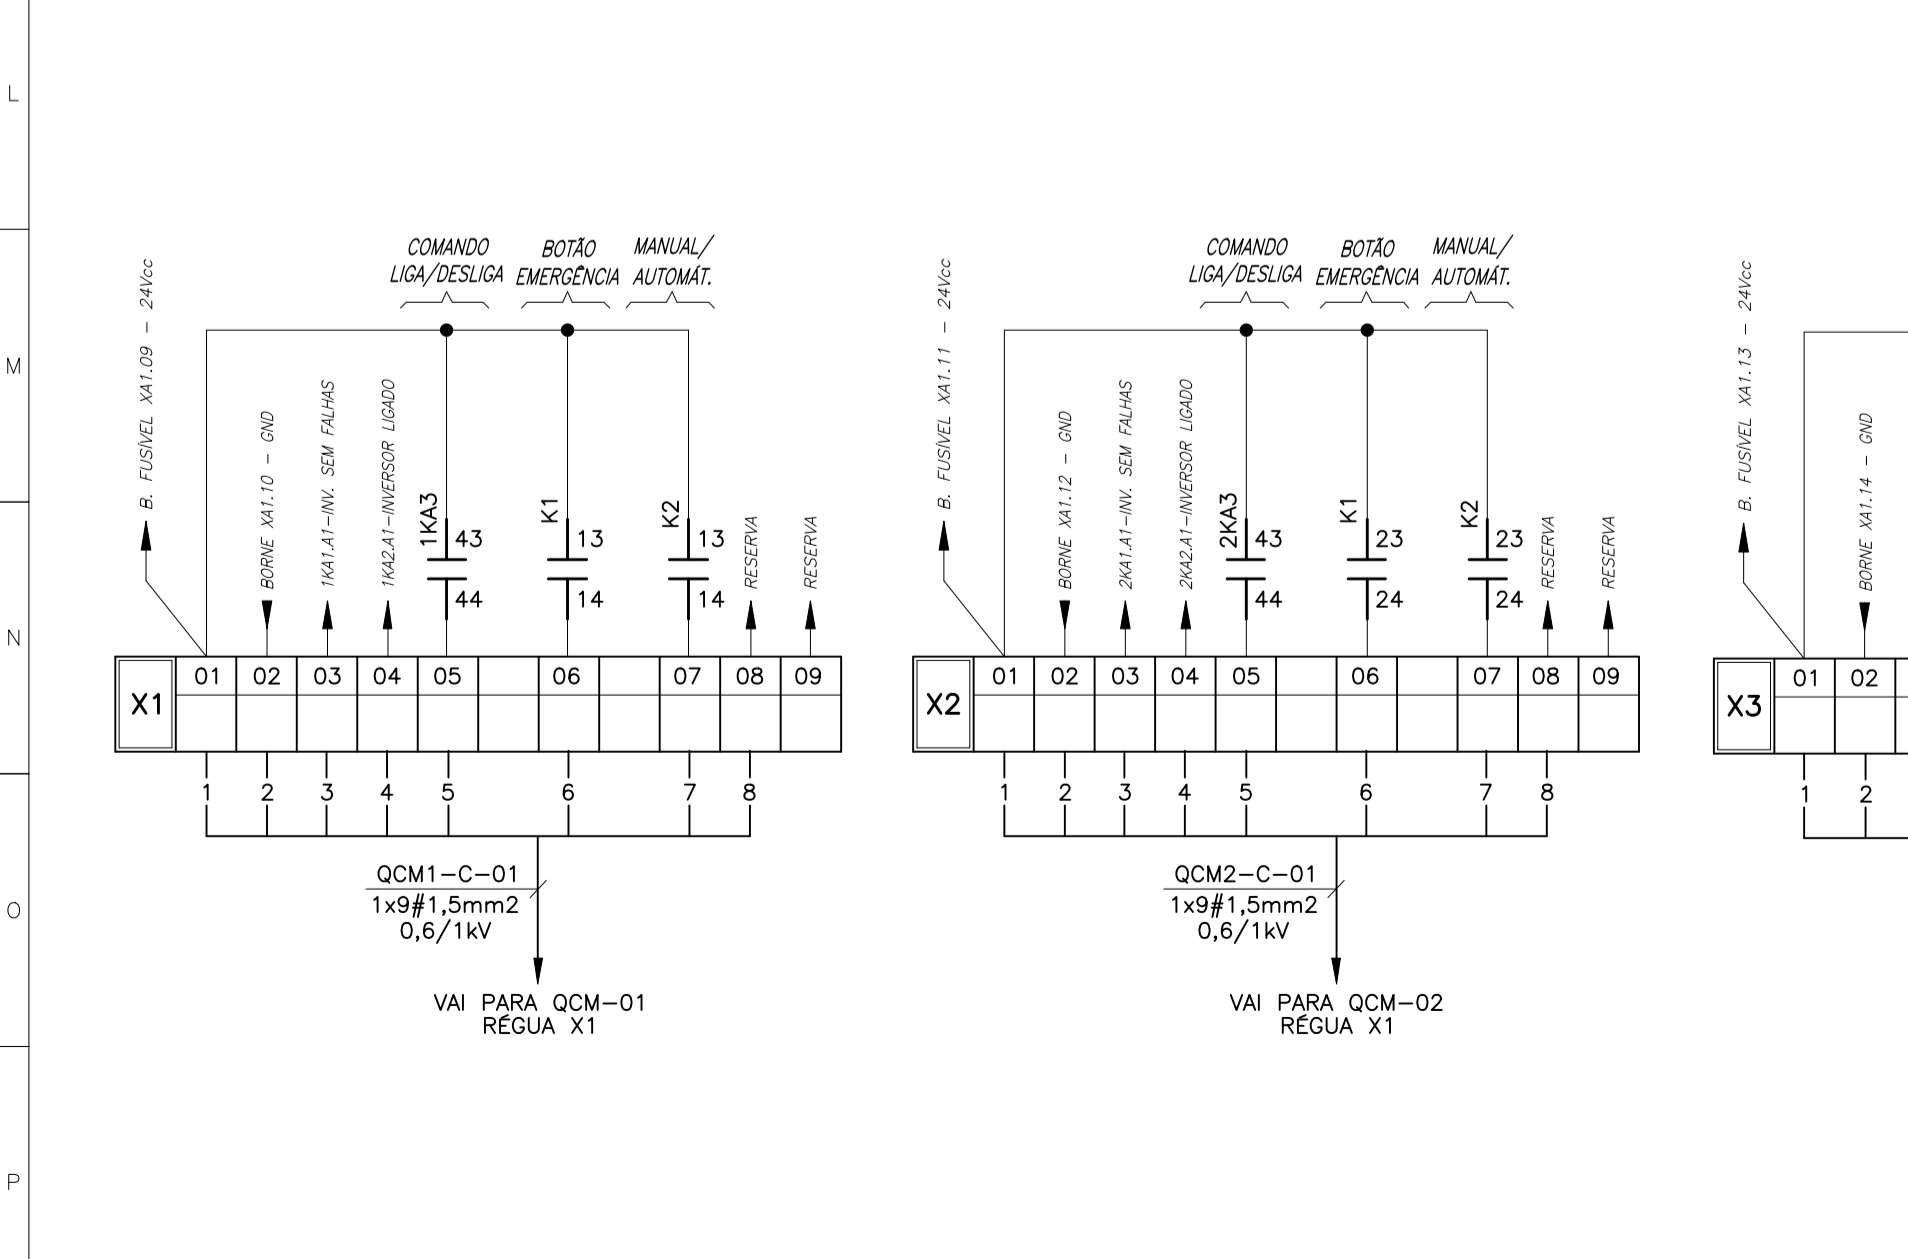 L
M
N
O
P
B. FUSÍVEL XA1.09 - 24Vcc
BORNE XA1.10 - GND
1KA1.A1-INV. SEM FALHAS
1KA2.A1-INVERSOR LIGADO
COMANDO
LIGA/DESLIGA
BOTÃO
EMERGÊNCIA
MANUAL/
AUTOMÁT.
1KA3
43
44
K1
13
14
K2
13
14
RESERVA
RESERVA
X1
01 02 03 04 05 06 07 08 09
1 2 3 4 5 6 7 8
QCM1-C-01
1x9#1,5mm2
0,6/1kV
VAI PARA QCM-01
RÉGUA X1
B. FUSÍVEL XA1.11 - 24Vcc
BORNE XA1.12 - GND
2KA1.A1-INV. SEM FALHAS
2KA2.A1-INVERSOR LIGADO
COMANDO
LIGA/DESLIGA
BOTÃO
EMERGÊNCIA
MANUAL/
AUTOMÁT.
2KA3
43
44
K1
23
24
K2
23
24
RESERVA
RESERVA
X2
01 02 03 04 05 06 07 08 09
1 2 3 4 5 6 7 8
QCM2-C-01
1x9#1,5mm2
0,6/1kV
VAI PARA QCM-02
RÉGUA X1
B. FUSÍVEL XA1.13 - 24Vcc
BORNE XA1.14 - GND
X3
01 02
1 2